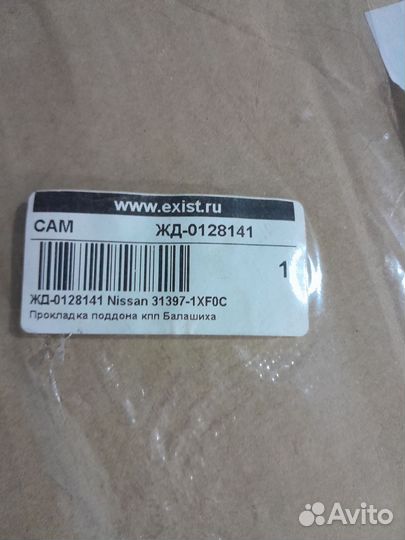 www.exist.ru
САМ ЖД-0128141
1
ЖД-0128141 Nissan 31397-1XF0C
Прокладка поддона кпп Балашиха
Avito